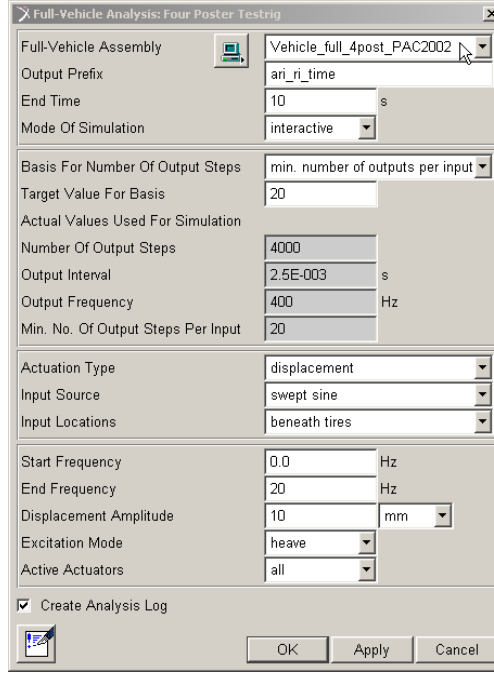 Full-Vehicle Analysis: Four Poster Testrig
Full-Vehicle Assembly Vehicle_full_4post_PAC2002
Output Prefix ari_ri_time
End Time 10 s
Mode Of Simulation interactive
Basis For Number Of Output Steps min. number of outputs per input
Target Value For Basis 20
Actual Values Used For Simulation
Number Of Output Steps 4000
Output Interval 2.5E-003 s
Output Frequency 400 Hz
Min. No. Of Output Steps Per Input 20
Actuation Type displacement
Input Source swept sine
Input Locations beneath tires
Start Frequency 0.0 Hz
End Frequency 20 Hz
Displacement Amplitude 10 mm
Excitation Mode heave
Active Actuators all
Create Analysis Log
OK Apply Cancel